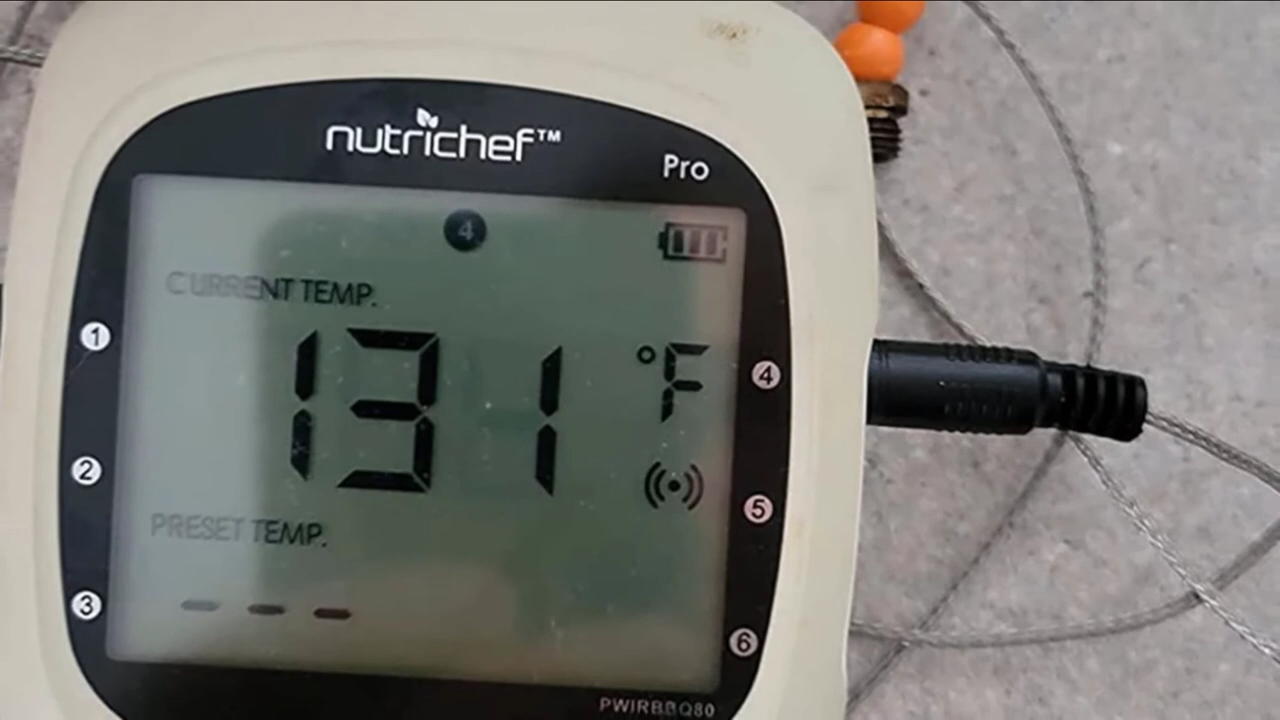 nutrichef™
Pro
4
CURRENT TEMP.
131 °F
1
4
2
5
PRESET TEMP.
3
---
6
PWIRBBQ80